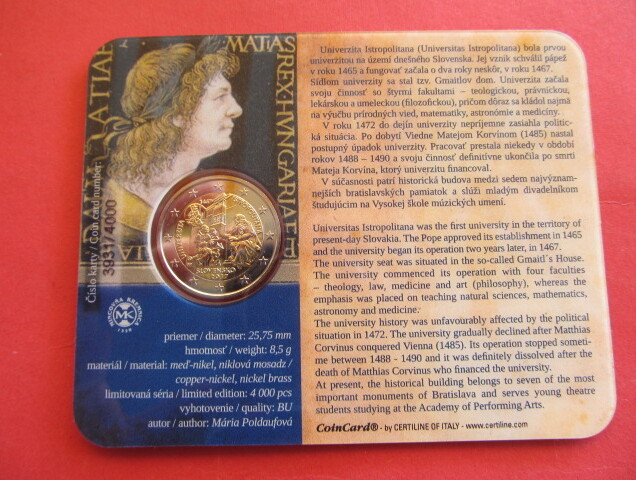 MATIAS
REX·HVNGARIAE
Číslo karty / Coin card number:
3931/4000
SLOVENSKO
MINCOVŇA KREMNICA
MK
priemer / diameter: 25,75 mm
hmotnosť / weight: 8,5 g
materiál / material: meď-nikel, niklová mosadz /
copper-nickel, nickel brass
limitovaná séria / limited edition: 4 000 pcs
vyhotovenie / quality: BU
autor / author: Mária Poldaufová
Univerzita Istropolitana (Universitas Istropolitana) bola prvou
univerzitou na území dnešného Slovenska. Jej vznik schválil pápež
v roku 1465 a fungovať začala o dva roky neskôr, v roku 1467.
Sídlom univerzity sa stal tzv. Gmaitlov dom. Univerzita začala
svoju činnosť so štyrmi fakultami – teologickou, právnickou,
lekárskou a umeleckou (filozofickou), pričom dôraz sa kládol najmä
na výučbu prírodných vied, matematiky, astronómie a medicíny.
V roku 1472 do dejín univerzity nepríjemne zasiahla politic-
ká situácia. Po dobytí Viedne Matejom Korvínom (1485) nastal
postupný úpadok univerzity. Pracovať prestala niekedy v období
rokov 1488 – 1490 a svoju činnosť definitívne ukončila po smrti
Mateja Korvína, ktorý univerzitu financoval.
V súčasnosti patrí historická budova medzi sedem najvýznam-
nejších bratislavských pamiatok a slúži mladým divadelníkom
študujúcim na Vysokej škole múzických umení.
Universitas Istropolitana was the first university in the territory of
present-day Slovakia. The Pope approved its establishment in 1465
and the university began its operation two years later, in 1467.
The university seat was situated in the so-called Gmaitl´s House.
The university commenced its operation with four faculties
– theology, law, medicine and art (philosophy), whereas the
emphasis was placed on teaching natural sciences, mathematics,
astronomy and medicine.
The university history was unfavourably affected by the political
situation in 1472. The university gradually declined after Matthias
Corvinus conquered Vienna (1485). Its operation stopped someti-
me between 1488 - 1490 and it was definitely dissolved after the
death of Matthias Corvinus who financed the university.
At present, the historical building belongs to seven of the most
important monuments of Bratislava and serves young theatre
students studying at the Academy of Performing Arts.
CoinCard® - by CERTILINE OF ITALY - www.certiline.com